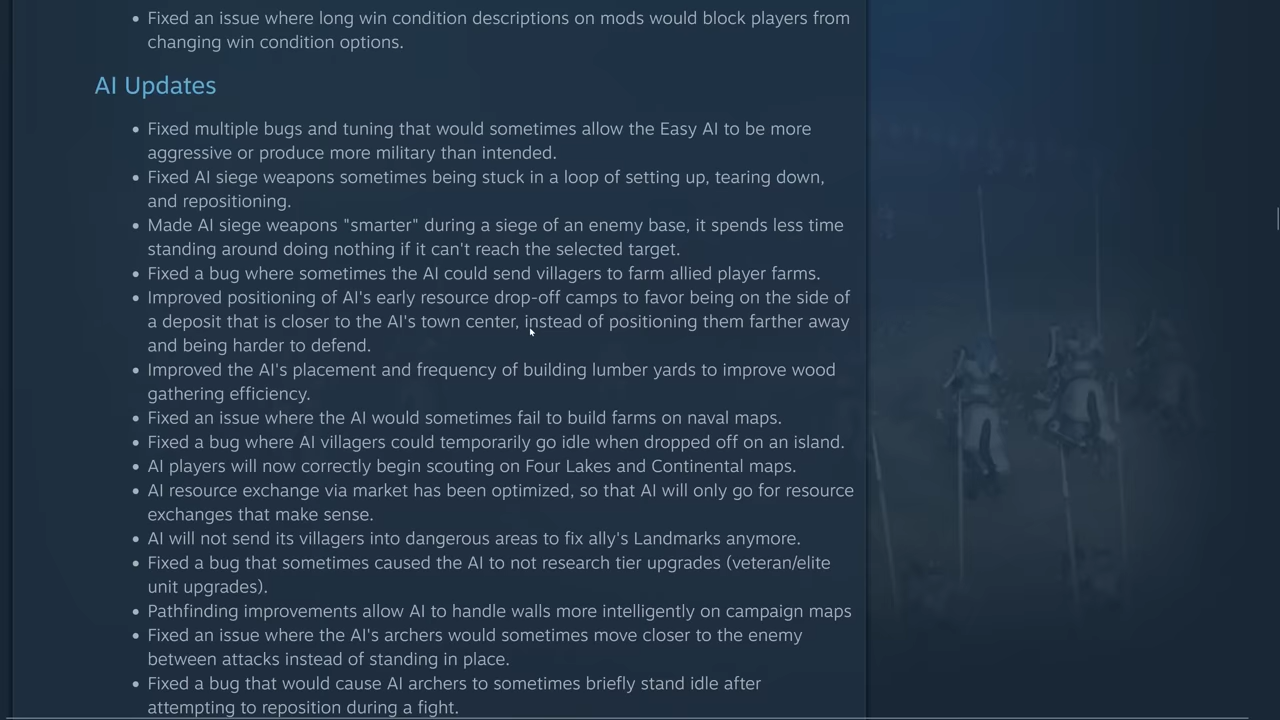 • Fixed an issue where long win condition descriptions on mods would block players from
changing win condition options.
AI Updates
• Fixed multiple bugs and tuning that would sometimes allow the Easy AI to be more
aggressive or produce more military than intended.
• Fixed AI siege weapons sometimes being stuck in a loop of setting up, tearing down,
and repositioning.
• Made AI siege weapons "smarter" during a siege of an enemy base, it spends less time
standing around doing nothing if it can't reach the selected target.
• Fixed a bug where sometimes the AI could send villagers to farm allied player farms.
• Improved positioning of AI's early resource drop-off camps to favor being on the side of
a deposit that is closer to the AI's town center, instead of positioning them farther away
and being harder to defend.
• Improved the AI's placement and frequency of building lumber yards to improve wood
gathering efficiency.
• Fixed an issue where the AI would sometimes fail to build farms on naval maps.
• Fixed a bug where AI villagers could temporarily go idle when dropped off on an island.
• AI players will now correctly begin scouting on Four Lakes and Continental maps.
• AI resource exchange via market has been optimized, so that AI will only go for resource
exchanges that make sense.
• AI will not send its villagers into dangerous areas to fix ally's Landmarks anymore.
• Fixed a bug that sometimes caused the AI to not research tier upgrades (veteran/elite
unit upgrades).
• Pathfinding improvements allow AI to handle walls more intelligently on campaign maps
• Fixed an issue where the AI's archers would sometimes move closer to the enemy
between attacks instead of standing in place.
• Fixed a bug that would cause AI archers to sometimes briefly stand idle after
attempting to reposition during a fight.